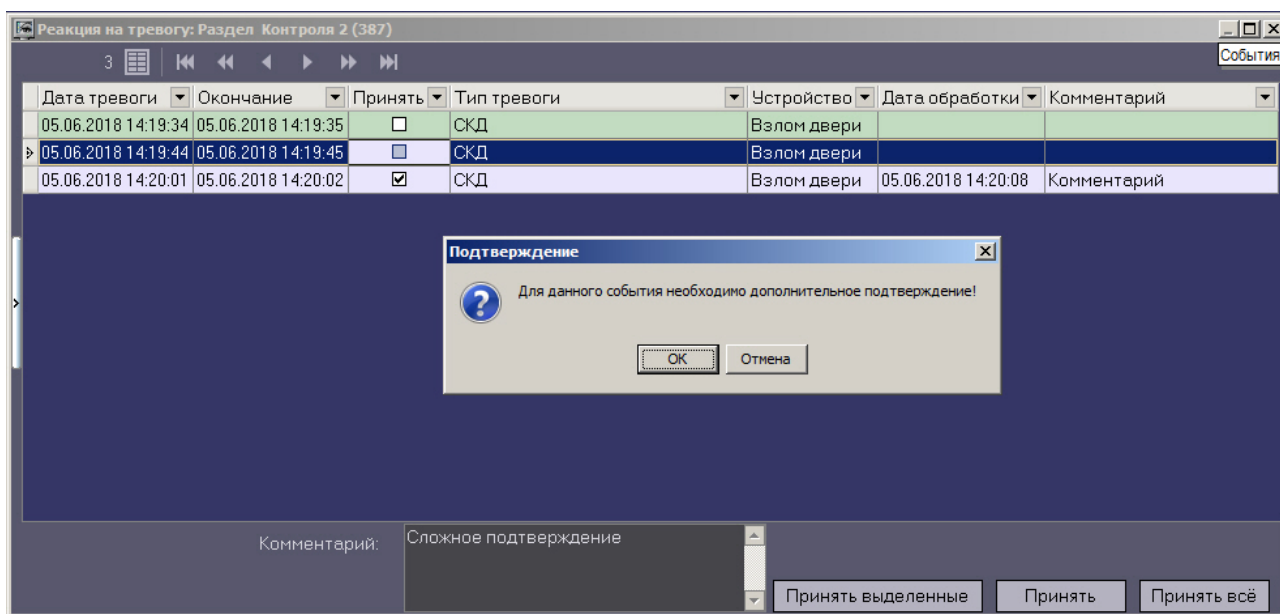 Реакция на тревогу: Раздел Контроля 2 (387)
События
3
Дата тревоги Окончание Принять Тип тревоги Устройство Дата обработки Комментарий
05.06.2018 14:19:34 05.06.2018 14:19:35 СКД Взлом двери
05.06.2018 14:19:44 05.06.2018 14:19:45 СКД Взлом двери
05.06.2018 14:20:01 05.06.2018 14:20:02 СКД Взлом двери 05.06.2018 14:20:08 Комментарий
Подтверждение
Для данного события необходимо дополнительное подтверждение!
OK Отмена
Комментарий: Сложное подтверждение
Принять выделенные Принять Принять всё